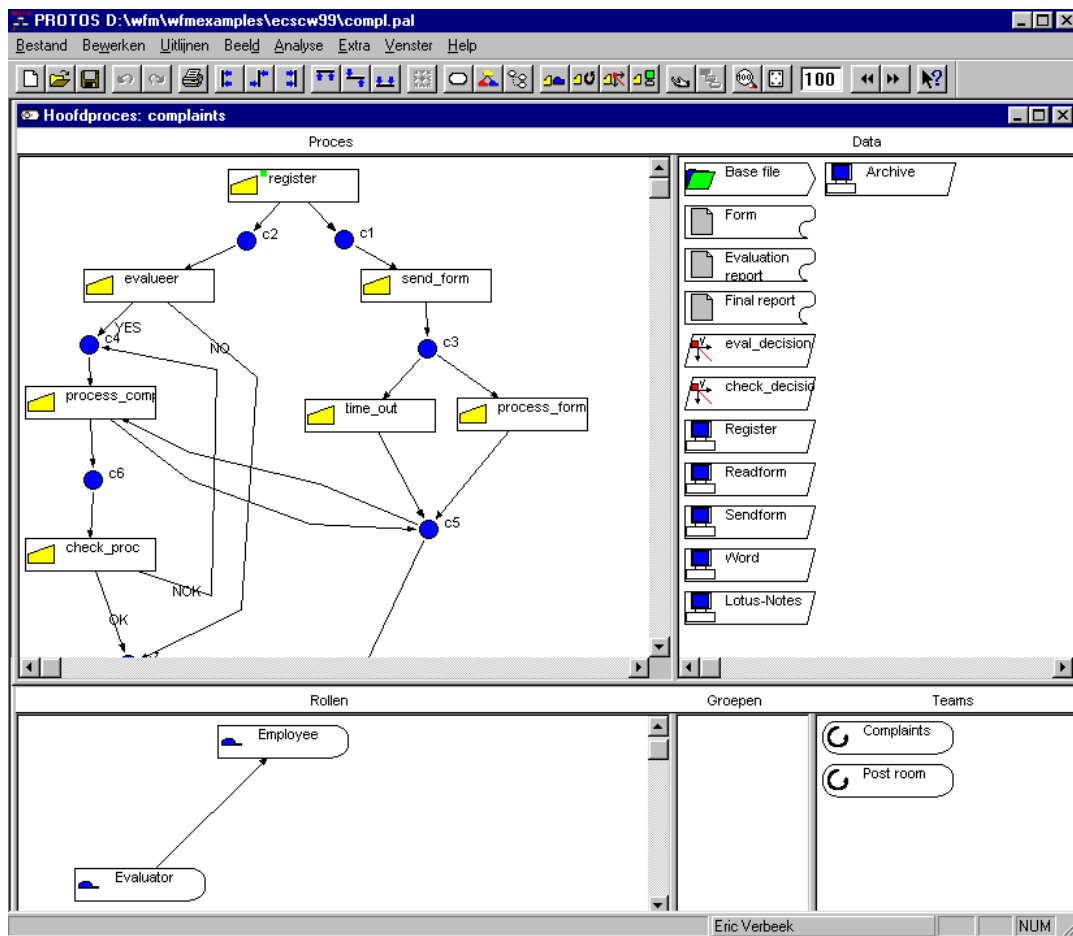 PROTOS D:\wfm\wfmexamples\ecscw99\compl.pal
Bestand Bewerken Uitlijnen Beeld Analyse Extra Venster Help
100
Hoofdproces: complaints
Proces
Data
register
c2
c1
evalueer
send_form
YES
c4
NO
c3
process_comp
time_out
process_form
c6
c5
check_proc
NOK
OK
Base file
Archive
Form
Evaluation
report
Final report
eval_decision
check_decisio
Register
Readform
Sendform
Word
Lotus-Notes
Rollen
Groepen
Teams
Employee
Evaluator
Complaints
Post room
Eric Verbeek
NUM